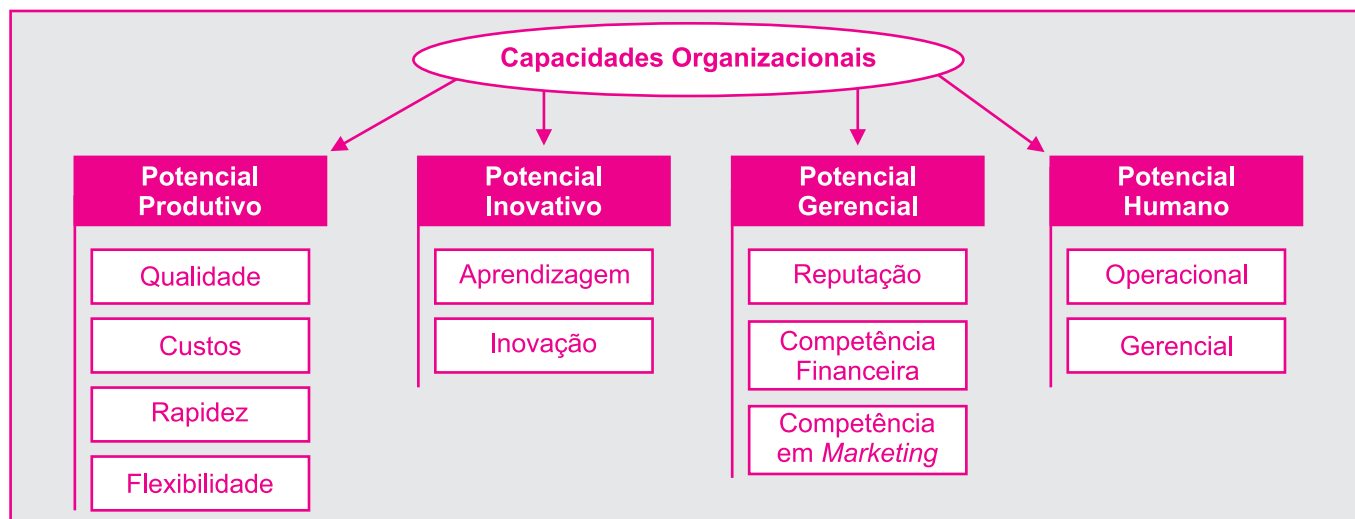 Capacidades Organizacionais
Potencial
Produtivo
Qualidade
Custos
Rapidez
Flexibilidade
Potencial
Inovativo
Aprendizagem
Inovação
Potencial
Gerencial
Reputação
Competência
Financeira
Competência
em Marketing
Potencial
Humano
Operacional
Gerencial